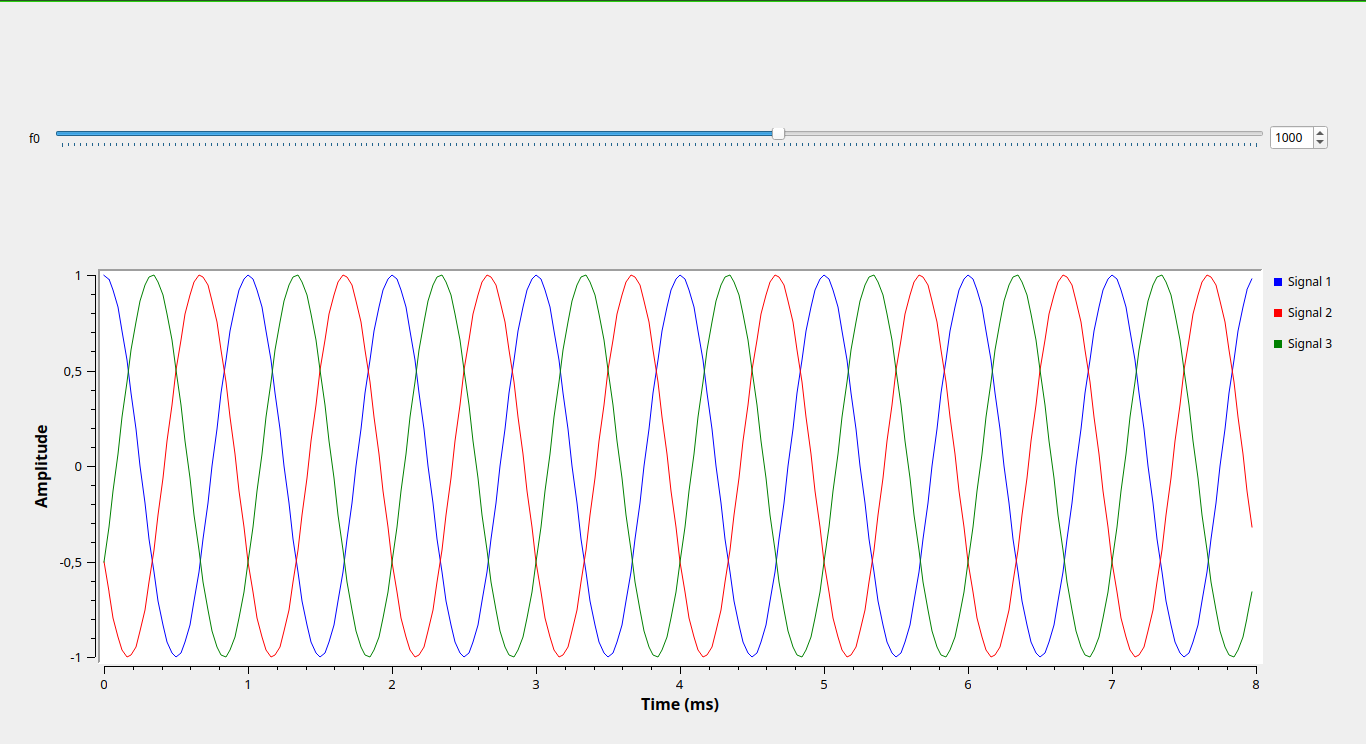 f0
1000
1
0,5
0
-0,5
-1
Amplitude
0 1 2 3 4 5 6 7 8
Time (ms)
Signal 1
Signal 2
Signal 3